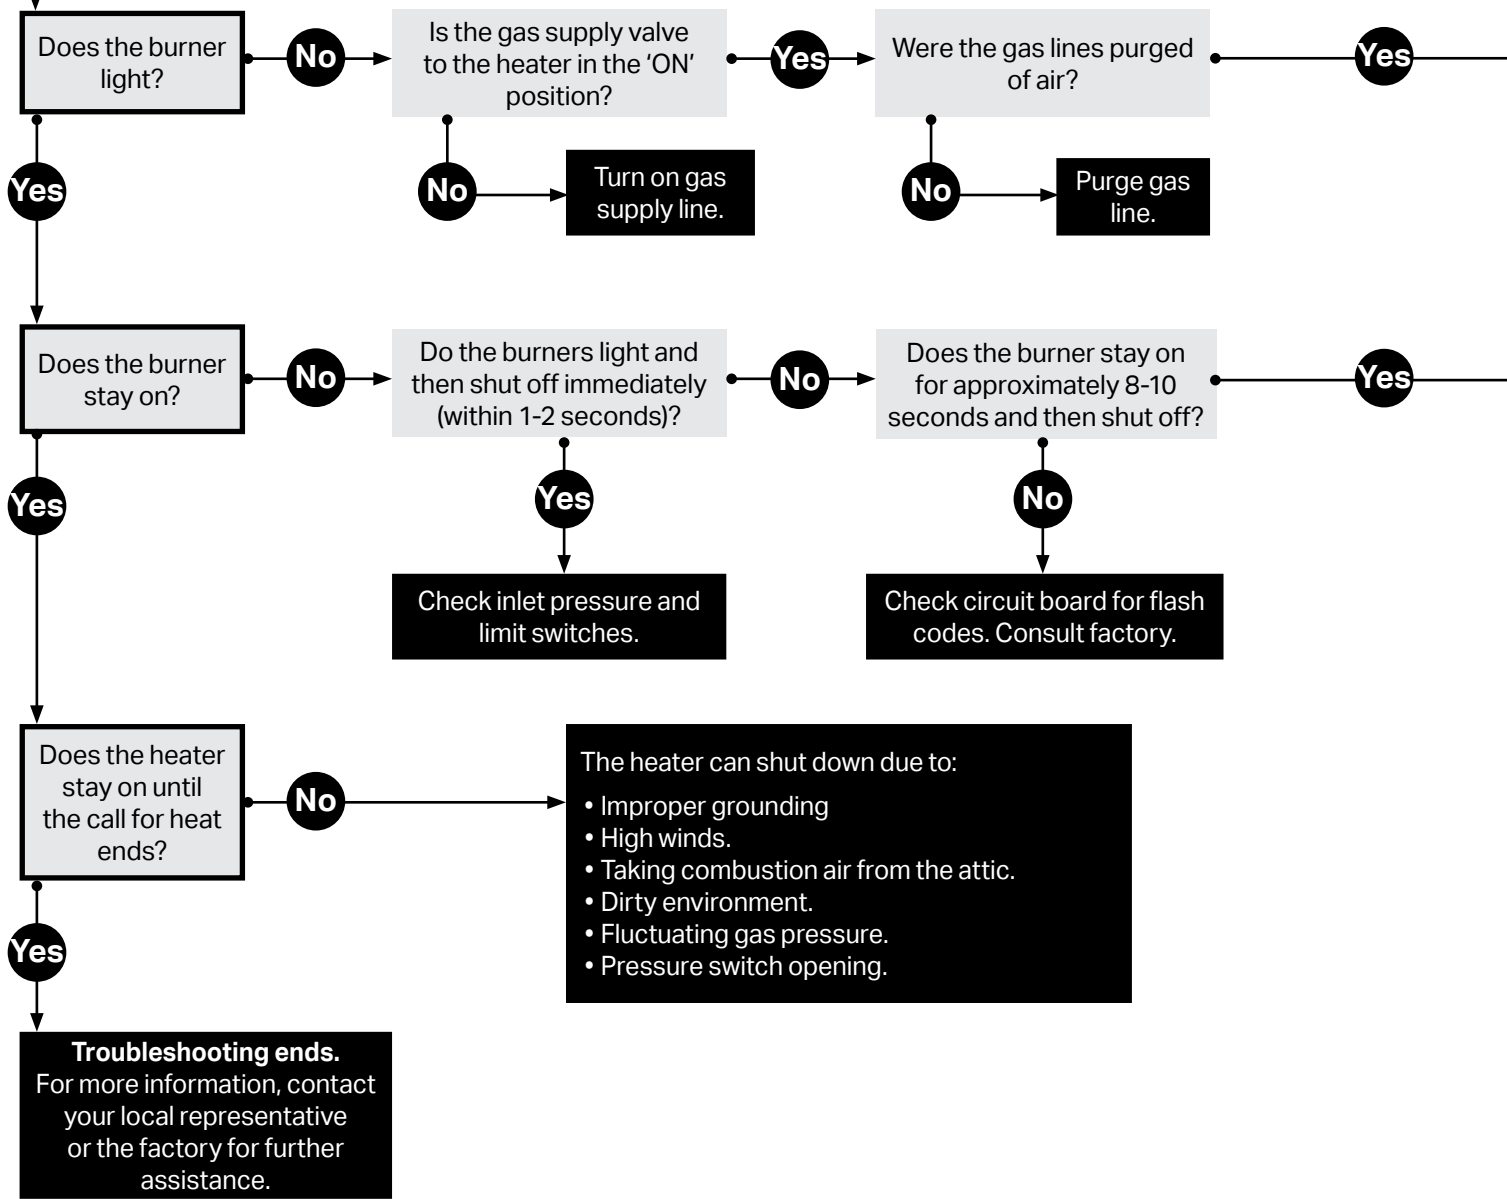 Does the burner
light?
No
Is the gas supply valve
to the heater in the ‘ON’
position?
Yes
Were the gas lines purged
of air?
Yes
Yes
No
Turn on gas
supply line.
No
Purge gas
line.
Does the burner
stay on?
No
Do the burners light and
then shut off immediately
(within 1-2 seconds)?
No
Does the burner stay on
for approximately 8-10
seconds and then shut off?
Yes
Yes
Yes
No
Check inlet pressure and
limit switches.
Check circuit board for flash
codes. Consult factory.
Does the heater
stay on until
the call for heat
ends?
No
The heater can shut down due to:
• Improper grounding
• High winds.
• Taking combustion air from the attic.
• Dirty environment.
• Fluctuating gas pressure.
• Pressure switch opening.
Yes
Troubleshooting ends.
For more information, contact
your local representative
or the factory for further
assistance.